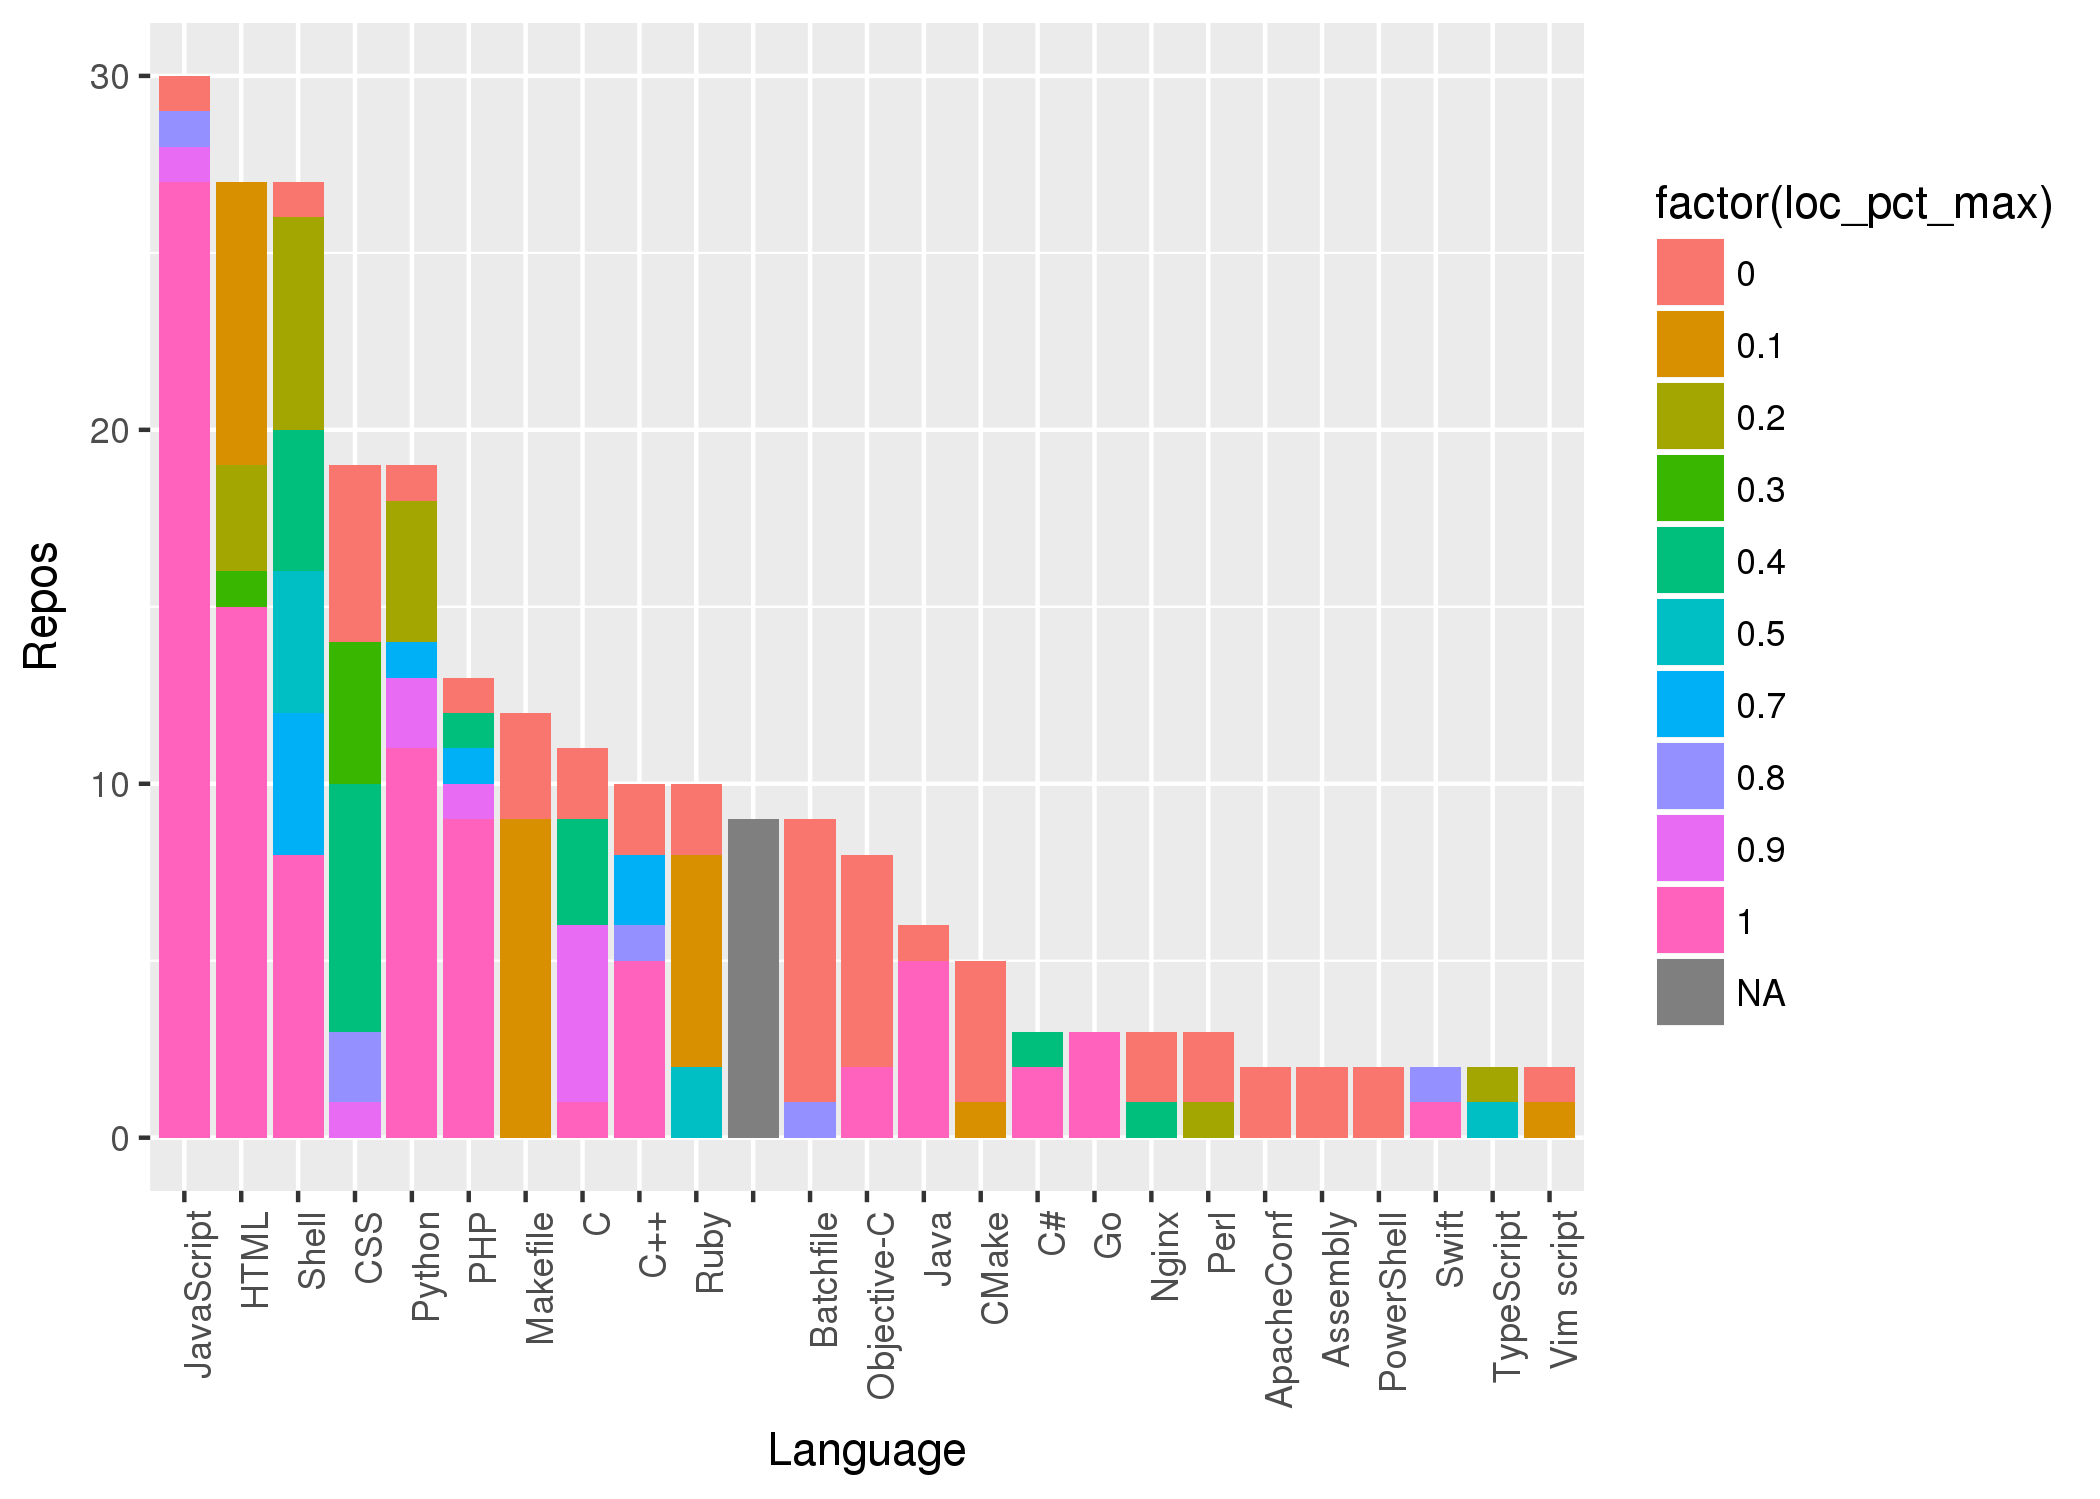 30
20
10
0
Repos
JavaScript
HTML
Shell
CSS
Python
PHP
Makefile
C
C++
Ruby
Batchfile
Objective-C
Java
CMake
C#
Go
Nginx
Perl
ApacheConf
Assembly
PowerShell
Swift
TypeScript
Vim script
Language
factor(loc_pct_max)
0
0.1
0.2
0.3
0.4
0.5
0.7
0.8
0.9
1
NA